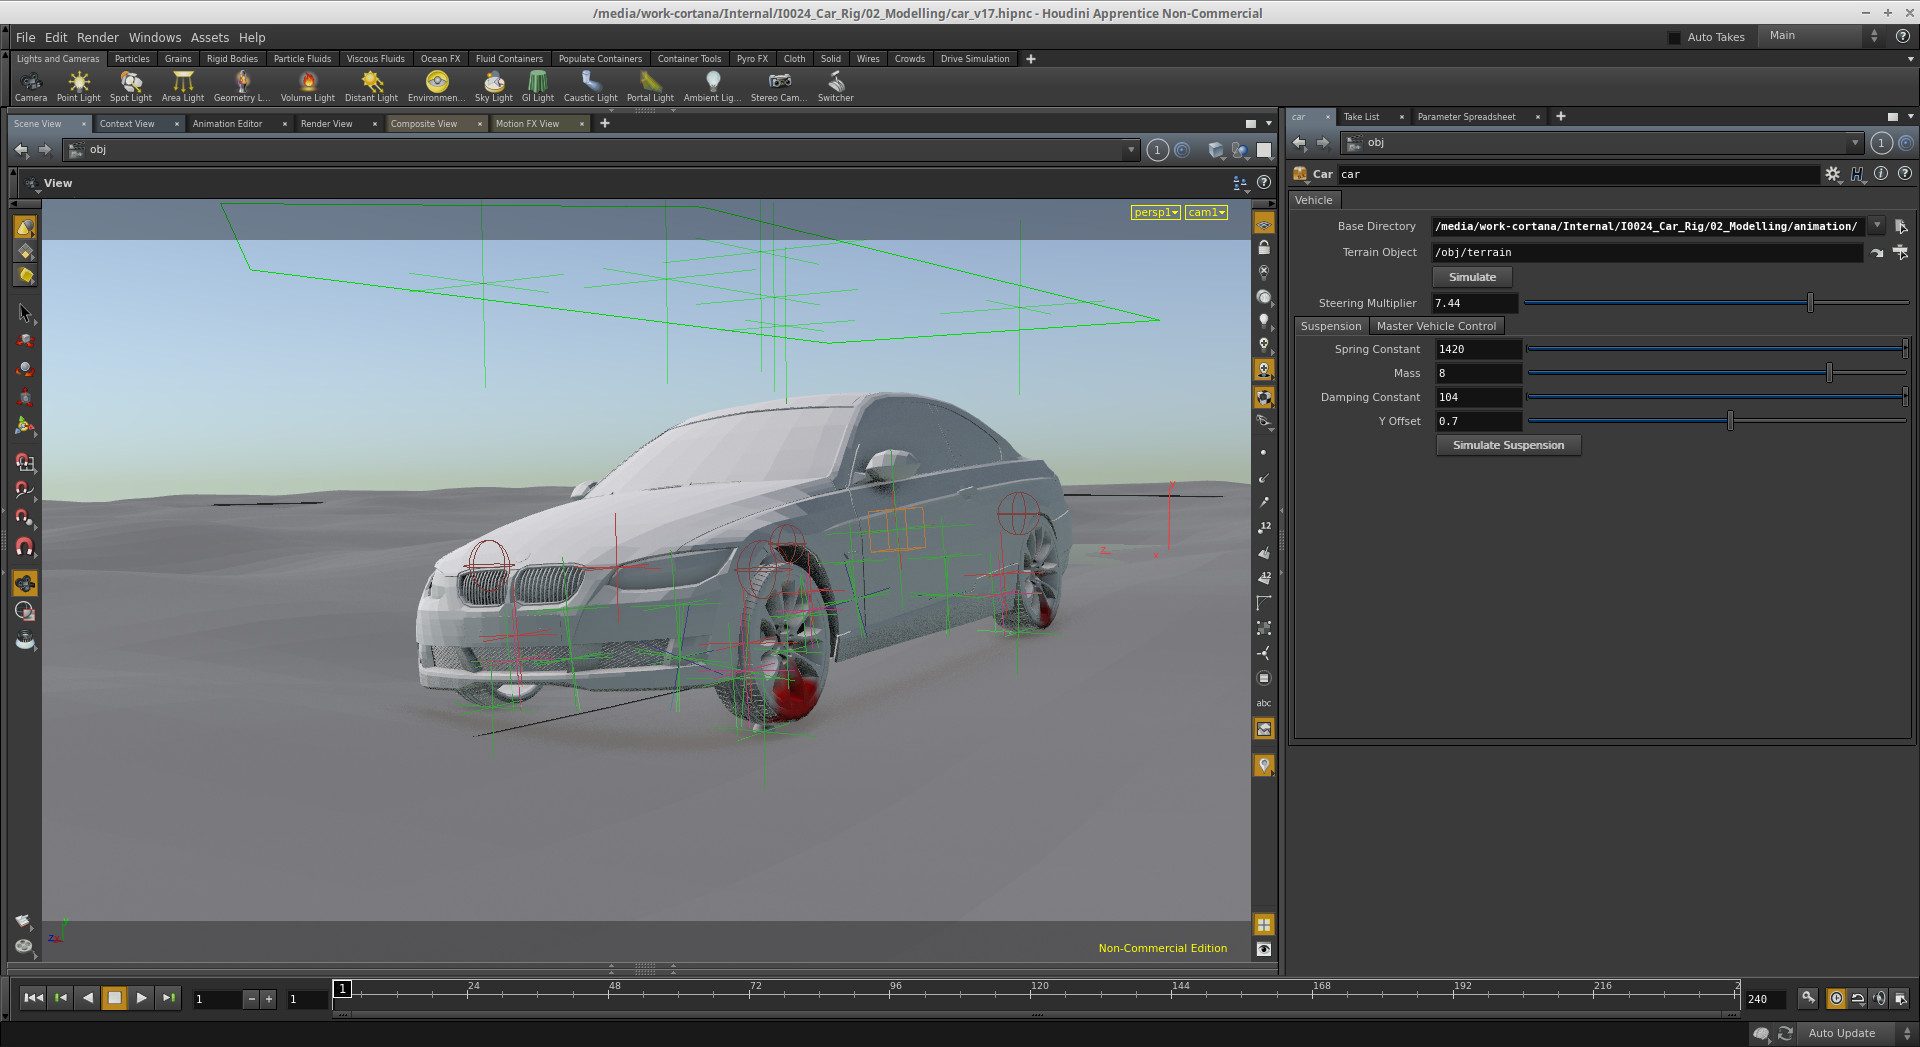 /media/work-cortana/Internal/I0024_Car_Rig/02_Modelling/car_v17.hipnc - Houdini Apprentice Non-Commercial
File Edit Render Windows Assets Help
Auto Takes Main
Lights and Cameras Particles Grains Rigid Bodies Particle Fluids Viscous Fluids Ocean FX Fluid Containers Populate Containers Container Tools Pyro FX Cloth Solid Wires Crowds Drive Simulation
Camera Point Light Spot Light Area Light Geometry L... Volume Light Distant Light Environmen... Sky Light GI Light Caustic Light Portal Light Ambient Lig... Stereo Cam... Switcher
Scene View Context View Animation Editor Render View Composite View Motion FX View
obj 1
View
persp1 cam1
12
12
abc
y
z x
Non-Commercial Edition
car Take List Parameter Spreadsheet
obj 1
Car car
Vehicle
Base Directory /media/work-cortana/Internal/I0024_Car_Rig/02_Modelling/animation/
Terrain Object /obj/terrain
Simulate
Steering Multiplier 7.44
Suspension Master Vehicle Control
Spring Constant 1420
Mass 8
Damping Constant 104
Y Offset 0.7
Simulate Suspension
1 1 1 24 48 72 96 120 144 168 192 216 2 240
Auto Update